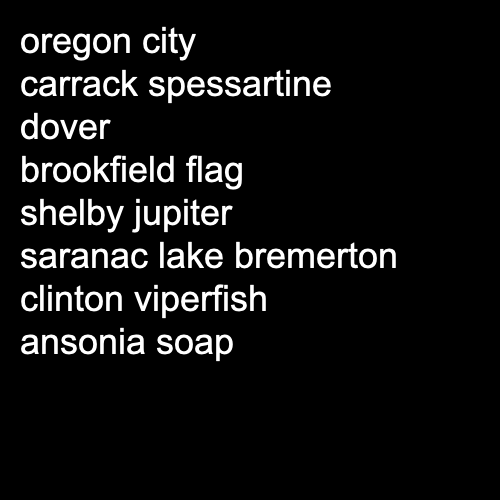 oregon city
carrack spessartine
dover
brookfield flag
shelby jupiter
saranac lake bremerton
clinton viperfish
ansonia soap